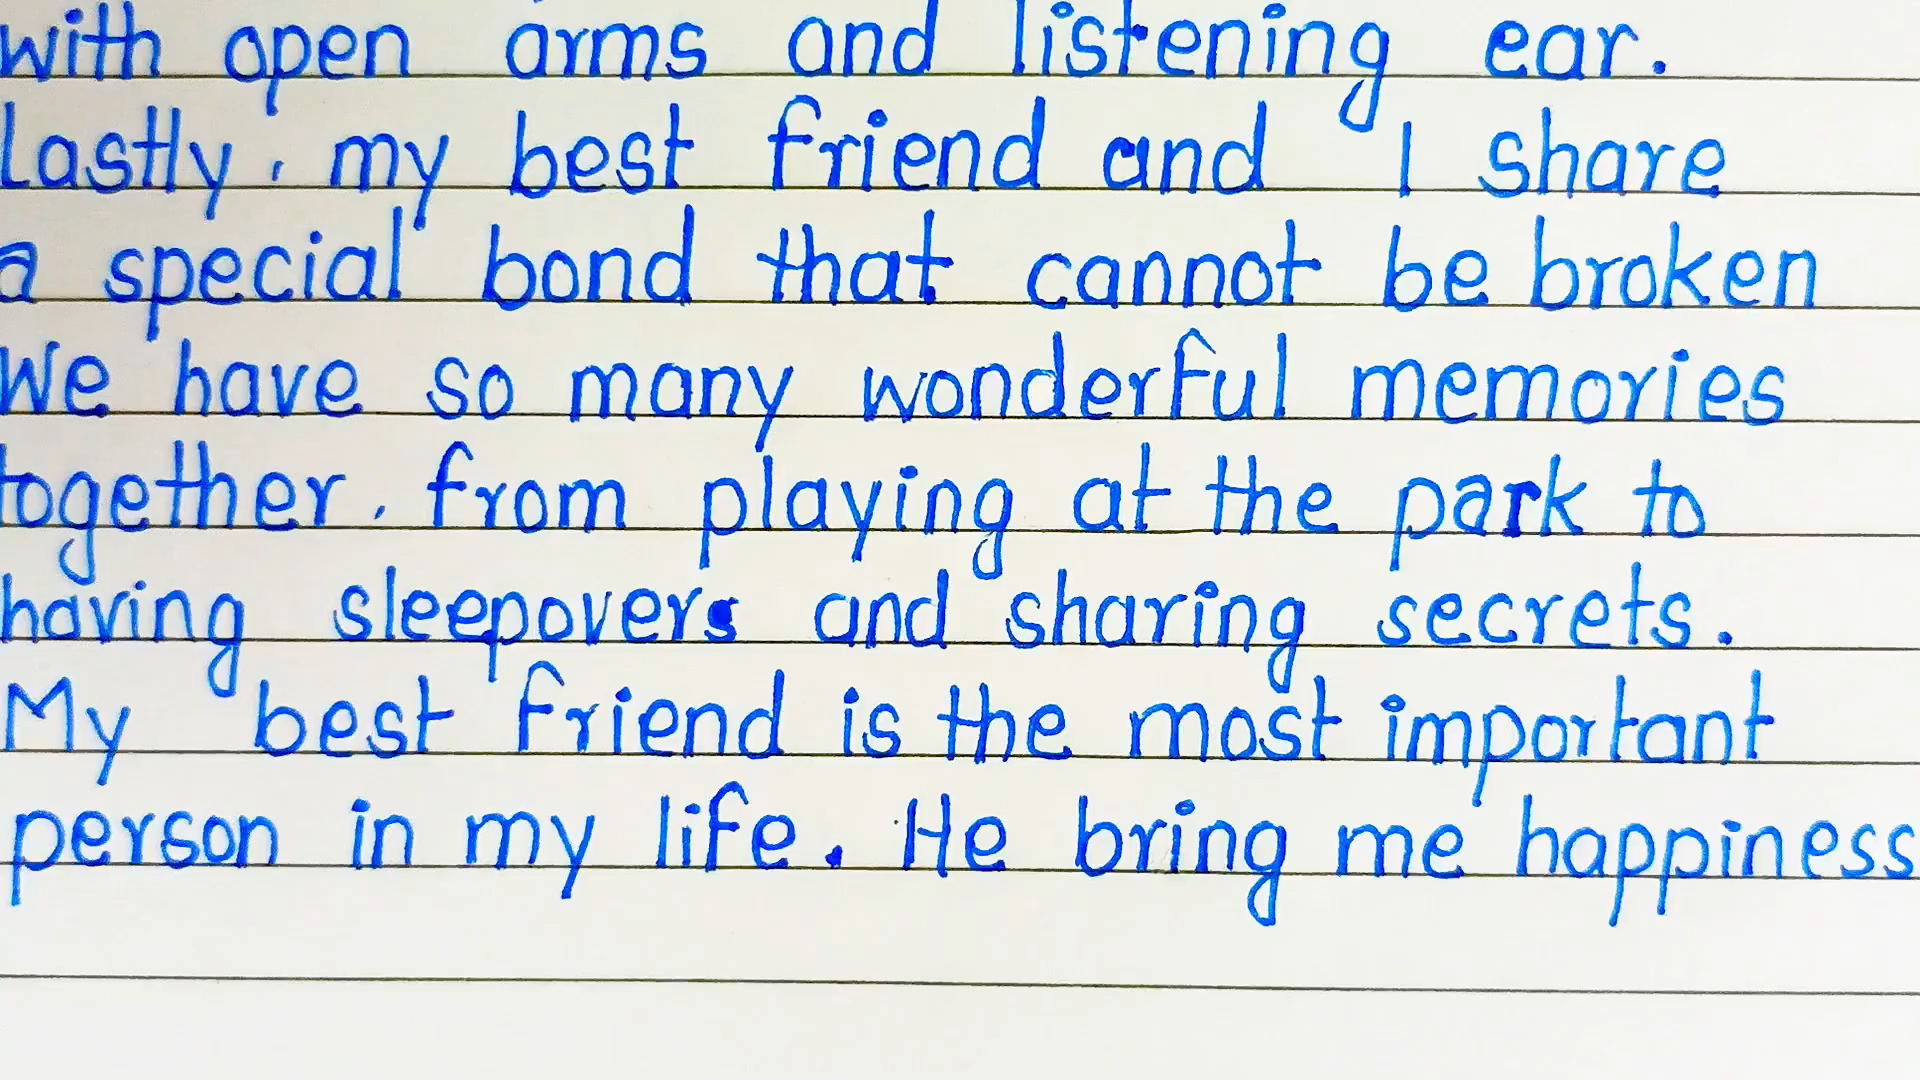 with open arms and listening ear.
Lastly, my best friend and I share
a special bond that cannot be broken
We have so many wonderful memories
together, from playing at the park to
having sleepovers and sharing secrets.
My best friend is the most important
person in my life. He bring me happiness